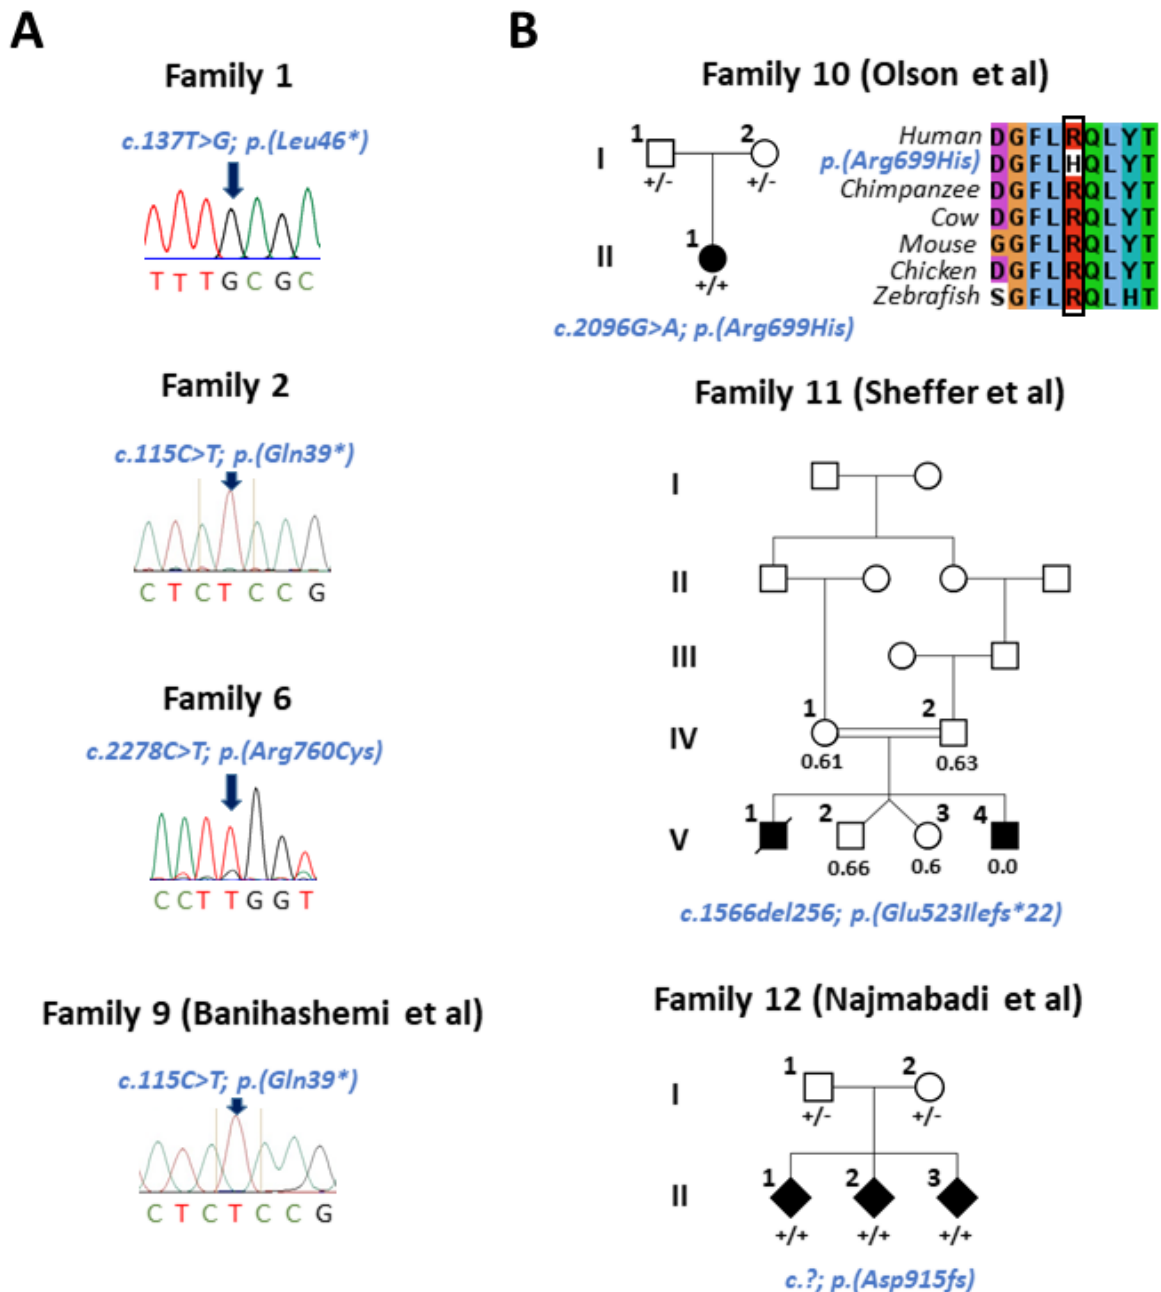 A
Family 1
c.137T>G; p.(Leu46*)
T T T G C G C
Family 2
c.115C>T; p.(Gln39*)
C T C T C C G
Family 6
c.2278C>T; p.(Arg760Cys)
C C T T G G T
Family 9 (Banihashemi et al)
c.115C>T; p.(Gln39*)
C T C T C C G
B
Family 10 (Olson et al)
I
1
2
+/-
+/-
II
1
+/+
c.2096G>A; p.(Arg699His)
Human D G F L R Q L Y T
p.(Arg699His) D G F L H Q L Y T
Chimpanzee D G F L R Q L Y T
Cow D G F L R Q L Y T
Mouse G G F L R Q L Y T
Chicken D G F L R Q L Y T
Zebrafish S G F L R Q L H T
Family 11 (Sheffer et al)
I
II
III
IV
1
2
0.61
0.63
V
1
2
3
4
0.66
0.6
0.0
c.1566del256; p.(Glu523Ilefs*22)
Family 12 (Najmabadi et al)
I
1
2
+/-
+/-
II
1
2
3
+/+
+/+
+/+
c.?; p.(Asp915fs)